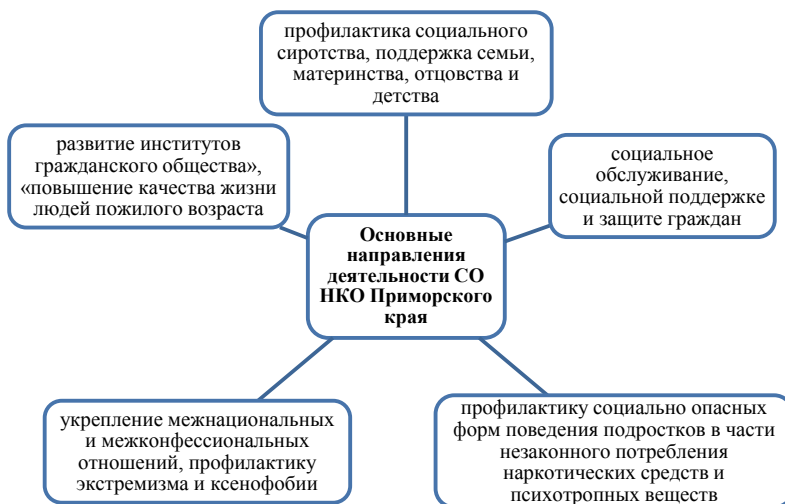 профилактика социального
сиротства, поддержка семьи,
материнства, отцовства и
детства
развитие институтов
гражданского общества»,
«повышение качества жизни
людей пожилого возраста
социальное
обслуживание,
социальной поддержке
и защите граждан
Основные
направления
деятельности СО
НКО Приморского
края
укрепление межнациональных
и межконфессиональных
отношений, профилактику
экстремизма и ксенофобии
профилактику социально опасных
форм поведения подростков в части
незаконного потребления
наркотических средств и
психотропных веществ